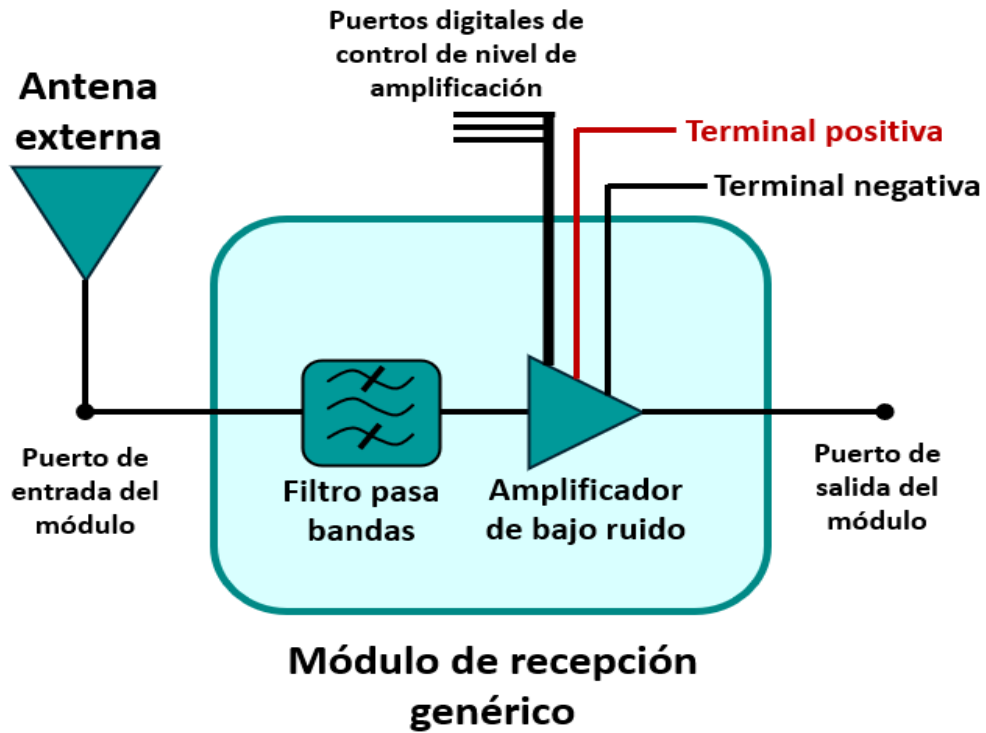 Puertos digitales de
control de nivel de
amplificación
Antena
externa
Terminal positiva
Terminal negativa
Puerto de
entrada del
módulo
Filtro pasa
bandas
Amplificador
de bajo ruido
Puerto de
salida del
módulo
Módulo de recepción
genérico